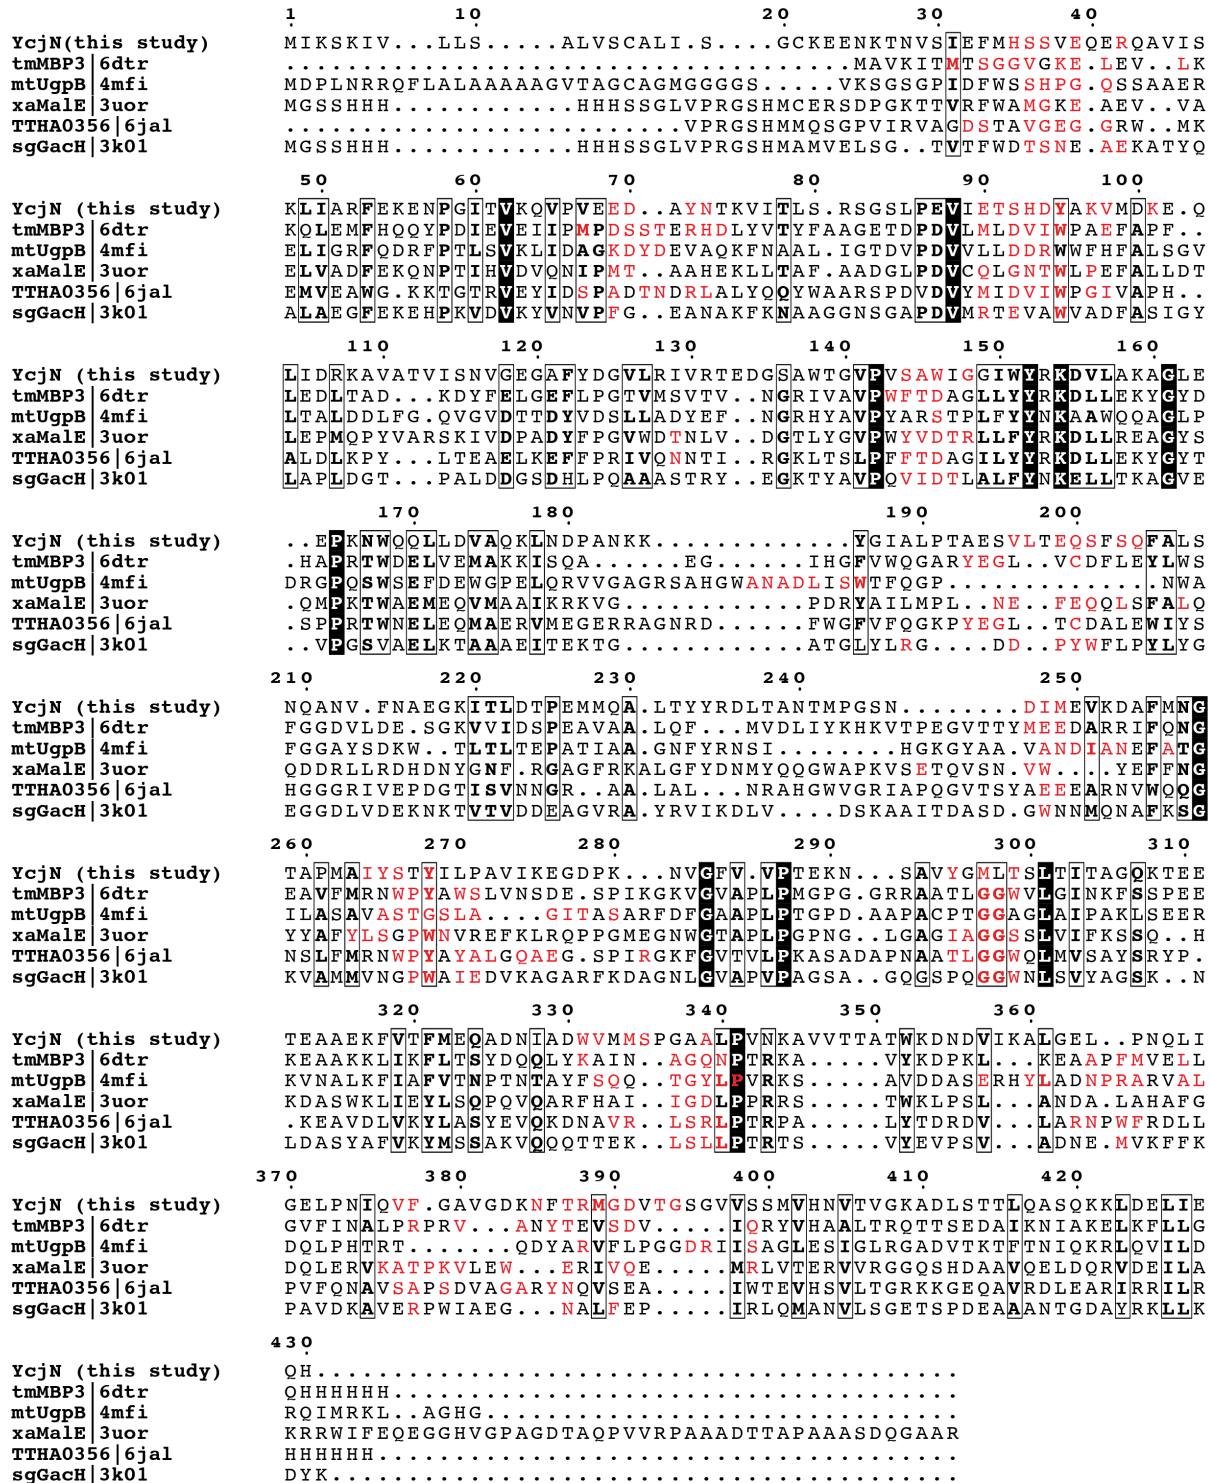 1 10 20 30 40
YcjN(this study) MIKSKIV...LLS.....ALVSCALI.S....GCKEENKTNVSIEFMHSSVEQERQAVIS
tmMBP3|6dtr .....................................MAVKITMTSGGVGKE.LEV..LK
mtUgpB|4mfi MDPLNRRQFLALAAAAAGVTAGCAGMGGGGS.....VKSGSGPIDFWSSHPG.QSSAAER
xaMalE|3uor MGSSHHH............HHHSSGLVPRGSHMCERSDPGKTTVRFWAMGKE.AEV..VA
TTHA0356|6jal ..........................VPRGSHMMQSGPVIRVAGDSTAVGEG.GRW..MK
sgGacH|3k01 MGSSHHH............HHHSSGLVPRGSHMAMVELSG..TVTFWDTSNE.AEKATYQ
50 60 70 80 90 100
YcjN (this study) KLIARFEKENPGITVKQVPVEED..AYNTKVITLS.RSGSLPEVIETSHDYAKVMDKE.Q
tmMBP3|6dtr KQLEMFHQQYPDIEVEIIPMPDSSTERHDLYVTYFAAGETDPDVLMLDVIWPAEFAPF..
mtUgpB|4mfi ELIGRFQDRFPTLSVKLIDAGKDYDEVAQKFNAAL.IGTDVPDVVLLDDRWWFHFALSGV
xaMalE|3uor ELVADFEKQNPTIHVDVQNIPMT..AAHEKLLTAF.AADGLPDVCQLGNTWLPEFALLDT
TTHA0356|6jal EMVEAWG.KKTGTRVEYIDSPADTNDRLALYQQYWAARSPDVDVYMIDVIWPGIVAPH..
sgGacH|3k01 ALAEGFEKEHPKVDVKYVNVPFG..EANAKFKNAAGGNSGAPDVMRTEVAWVADFASIGY
110 120 130 140 150 160
YcjN (this study) LIDRKAVATVISNVGEGAFYDGVLRIVRTEDGSAWTGVPVSAWIGGIWYRKDVLAKAGLE
tmMBP3|6dtr LEDLTAD...KDYFELGEFLPGTVMSVTV..NGRIVAVPWFTDAGLLYYRKDLLEKYGYD
mtUgpB|4mfi LTALDDLFG.QVGVDTTDYVDSLLADYEF..NGRHYAVPYARSTPLFYYNKAAWQQAGLP
xaMalE|3uor LEPMQPYVARSKIVDPADYFPGVWDTNLV..DGTLYGVPWYVDTRLLFYRKDLLREAGYS
TTHA0356|6jal ALDLKPY...LTEAELKEFFPRIVQNNTI..RGKLTSLPFFTDAGILYYRKDLLEKYGYT
sgGacH|3k01 LAPLDGT...PALDDGSDHLPQAAASTRY..EGKTYAVPQVIDTLALFYNKELLTKAGVE
170 180 190 200
YcjN (this study) ..EPKNWQQLLDVAQKLNDPANKK.............YGIALPTAESVLTEQSFSQFALS
tmMBP3|6dtr .HAPRTWDELVEMAKKISQA......EG......IHGFVWQGARYEGL..VCDFLEYLWS
mtUgpB|4mfi DRGPQSWSEFDEWGPELQRVVGAGRSAHGWANADLISWTFQGP..............NWA
xaMalE|3uor .QMPKTWAEMEQVMAAIKRKVG............PDRYAILMPL..NE..FEQQLSFALQ
TTHA0356|6jal .SPPRTWNELEQMAERVMEGERRAGNRD......FWGFVFQGKPYEGL..TCDALEWIYS
sgGacH|3k01 ..VPGSVAELKTAAAEITEKTG............ATGLYLRG....DD..PYWFLPYLYG
210 220 230 240 250
YcjN (this study) NQANV.FNAEGKITLDTPEMMQA.LTYYRDLTANTMPGSN........DIMEVKDAFMNG
tmMBP3|6dtr FGGDVLDE.SGKVVIDSPEAVAA.LQF....MVDLIYKHKVTPEGVTTYMEEDARRIFQNG
mtUgpB|4mfi FGGAYSDKW..TLTLTEPATIAA.GNFYRNSI........HGKGYAA.VANDIANEFATG
xaMalE|3uor QDDRLLRDHDNYGNF.RGAGFRKALGFYDNMYQQGWAPKVSETQVSN.VW....YEFFNG
TTHA0356|6jal HGGGRIVEPDGTISVNNGR..AA.LAL...NRAHGWVGRIAPQGVTSYAEEEARNVWQQG
sgGacH|3k01 EGGDLVDEKNKTVTVDDEAGVRA.YRVIKDLV....DSKAAITDASD.GWNNMQNAFKSG
260 270 280 290 300 310
YcjN (this study) TAPMAIYSTYILPAVIKEGDPK...NVGFV.VPTEKN...SAVYGMLTSLTITAGQKTEE
tmMBP3|6dtr EAVFMRNWPYAWSLVNSDE.SPIKGKVGVAPLPMGPG.GRRAATLGGWVLGINKFSSSPEE
mtUgpB|4mfi ILASAVASTGSLA....GITASARFDFGAAPLPTGPD.AAPACPTGGAGLAIPAKLSEER
xaMalE|3uor YYAFYLSGPWNVREFKLRQPPGMEGNWGTAPLPGPNG..LGAGIAGGSSLVIFKSSQ..H
TTHA0356|6jal NSLFMRNWPYAYALGQAEG.SPIRGKFGVTVLPKASADAPNAATLGGWQLMVSAYSRYP.
sgGacH|3k01 KVAMMVNGPWAIEDVKAGARFKDAGNLGVAPVPAGSA..GQGSPQGGWNLSVYAGSK..N
320 330 340 350 360
YcjN (this study) TEAAEKFVTFMEQADNIADWVMMSPGAALPVNKAVVTTATWKDNDVIKALGEL..PNQLI
tmMBP3|6dtr KEAAKKLIKFLTSYDQQLYKAIN..AGQNPTRKA.....VYKDPKL...KEAAPFMVELL
mtUgpB|4mfi KVNALKFIAFVTNPTNTAYFSQQ..TGYLPVRKS.....AVDDASERHYLADNPRARVAL
xaMalE|3uor KDASWKLIEYLSQPQVQARFHAI..IGDLPPRRS.....TWKLPSL...ANDA.LAHAFG
TTHA0356|6jal .KEAVDLVKYLASYEVQKDNAVR..LSRLPTRPA.....LYTDRDV...LARNPWFRDLL
sgGacH|3k01 LDASYAFVKYMSSAKVQQQTTEK..LSLLPTRTS.....VYEVPSV...ADNE.MVKFFK
370 380 390 400 410 420
YcjN (this study) GELPNIQVF.GAVGDKNFTRMGDVTGSGVVSSMVHNVTVGKADLSTTLQASQKKLDELIE
tmMBP3|6dtr GVFINALPRPRV...ANYTEVSDV.....IQRYVHAALTRQTTSEDAIKNIAKELKFLLG
mtUgpB|4mfi DQLPHTRT.......QDYARVFLPGGDRIISAGLESIGLRGADVTKTFTNIQKRLQVILD
xaMalE|3uor DQLERVKATPKVLEW...ERIVQE.....MRLVTERVVRGGQSHDAAVQELDQRVDEILA
TTHA0356|6jal PVFQNAVSAPSDVAGARYNQVSEA.....IWTEVHSVLTGRKKGEQAVRDLEARIRRILR
sgGacH|3k01 PAVDKAVERPWIAEG...NALFEP.....IRLQMANVLSGETSPDEAAANTGDAYRKLLK
430
YcjN (this study) QH..........................................
tmMBP3|6dtr QHHHHHH.....................................
mtUgpB|4mfi RQIMRKL..AGHG...............................
xaMalE|3uor KRRWIFEQEGGHVGPAGDTAQPVVRPAAADTTAPAAASDQGAAR
TTHA0356|6jal HHHHHH......................................
sgGacH|3k01 DYK.........................................